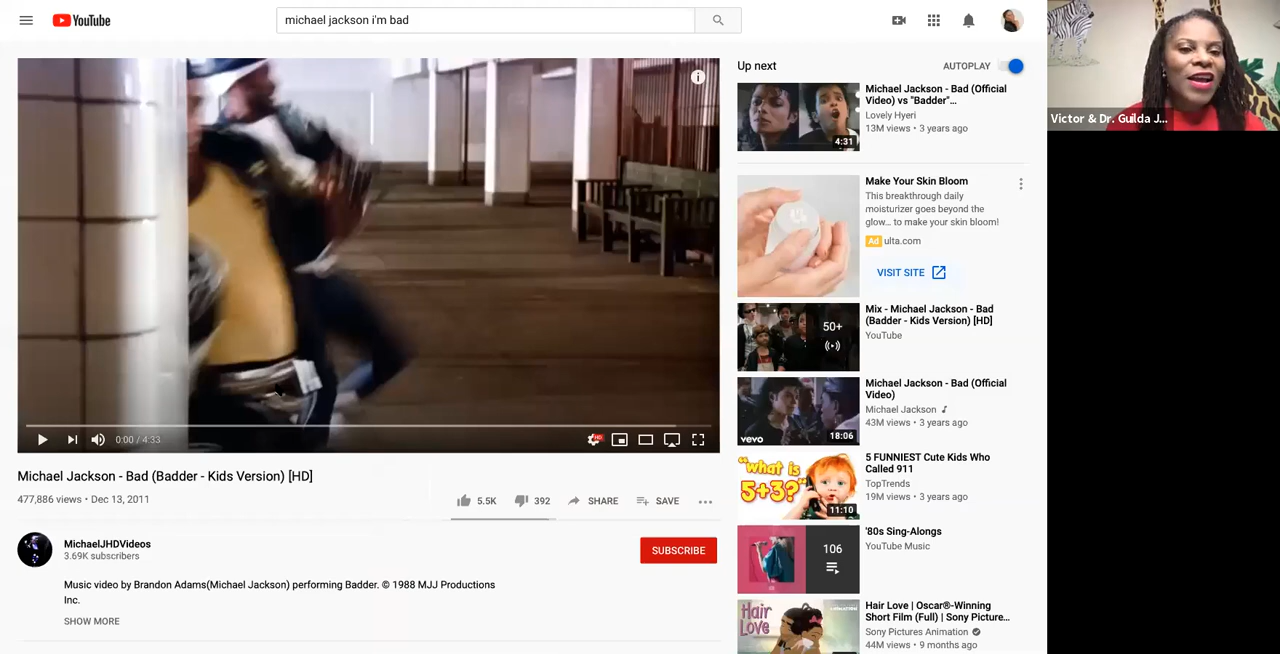 YouTube
michael jackson i'm bad
0:00 / 4:33
HD
Michael Jackson - Bad (Badder - Kids Version) [HD]
477,886 views • Dec 13, 2011
5.5K
392
SHARE
SAVE
MichaelJHDVideos
3.69K subscribers
SUBSCRIBE
Music video by Brandon Adams(Michael Jackson) performing Badder. © 1988 MJJ Productions
Inc.
SHOW MORE
Up next
AUTOPLAY
Michael Jackson - Bad (Official
Video) vs "Badder"...
Lovely Hyeri
13M views • 3 years ago
4:31
Make Your Skin Bloom
This breakthrough daily
moisturizer goes beyond the
glow... to make your skin bloom!
Ad ulta.com
VISIT SITE
50+
Mix - Michael Jackson - Bad
(Badder - Kids Version) [HD]
YouTube
Michael Jackson - Bad (Official
Video)
Michael Jackson
43M views • 3 years ago
vevo
18:06
"what is
5+3?"
11:10
5 FUNNIEST Cute Kids Who
Called 911
TopTrends
19M views • 3 years ago
106
'80s Sing-Alongs
YouTube Music
Hair
LOVE
Hair Love | Oscar®-Winning
Short Film (Full) | Sony Picture...
Sony Pictures Animation
44M views • 9 months ago
Victor & Dr. Guilda J...